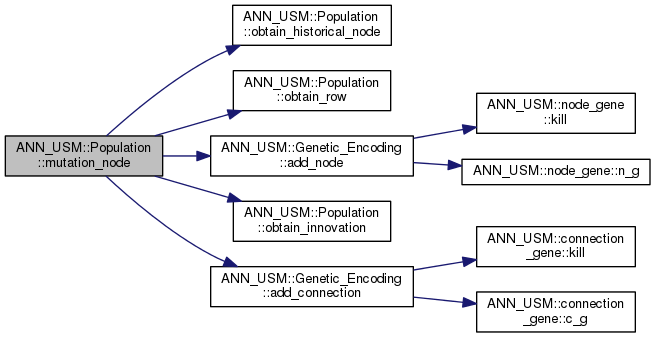 ANN_USM::Population
::mutation_node
ANN_USM::Population
::obtain_historical_node
ANN_USM::Population
::obtain_row
ANN_USM::Genetic_Encoding
::add_node
ANN_USM::Population
::obtain_innovation
ANN_USM::Genetic_Encoding
::add_connection
ANN_USM::node_gene
::kill
ANN_USM::node_gene::n_g
ANN_USM::connection
_gene::kill
ANN_USM::connection
_gene::c_g